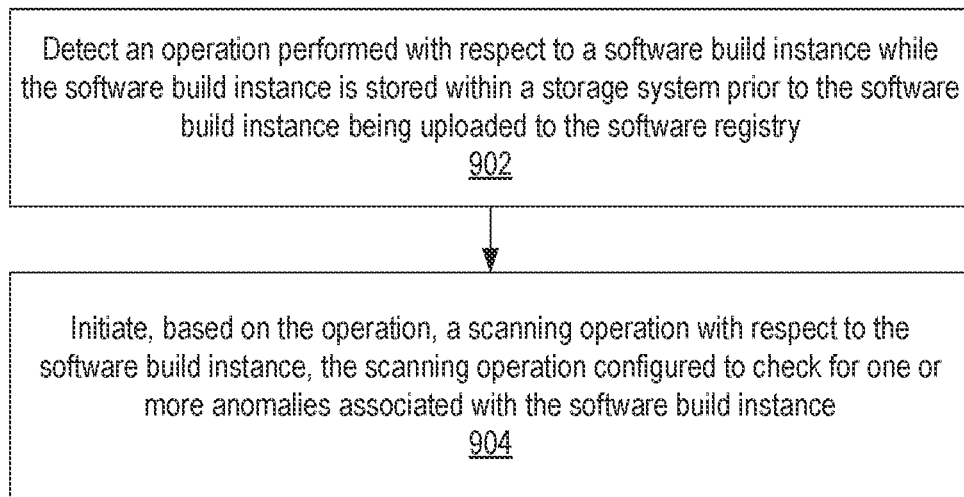 Detect an operation performed with respect to a software build instance while
the software build instance is stored within a storage system prior to the software
build instance being uploaded to the software registry
902
Initiate, based on the operation, a scanning operation with respect to the
software build instance, the scanning operation configured to check for one or
more anomalies associated with the software build instance
904